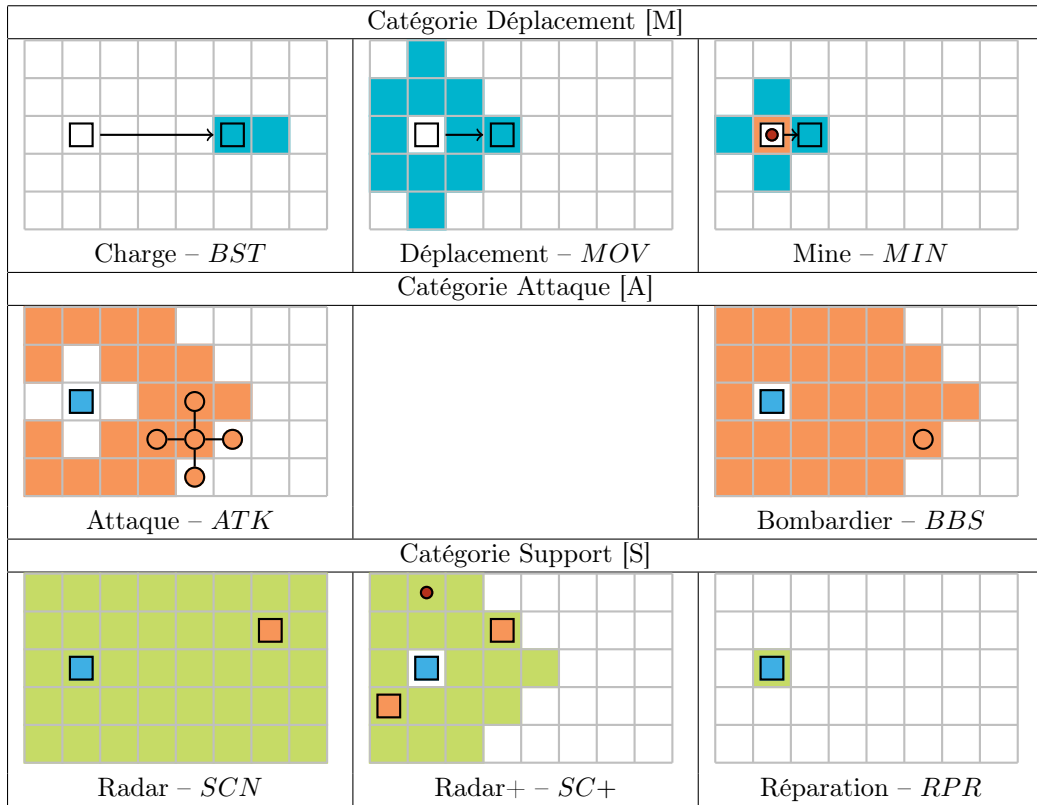 Catégorie Déplacement [M]
Charge – BST
Déplacement – MOV
Mine – MIN
Catégorie Attaque [A]
Attaque – ATK
Bombardier – BBS
Catégorie Support [S]
Radar – SCN
Radar+ – SC+
Réparation – RPR